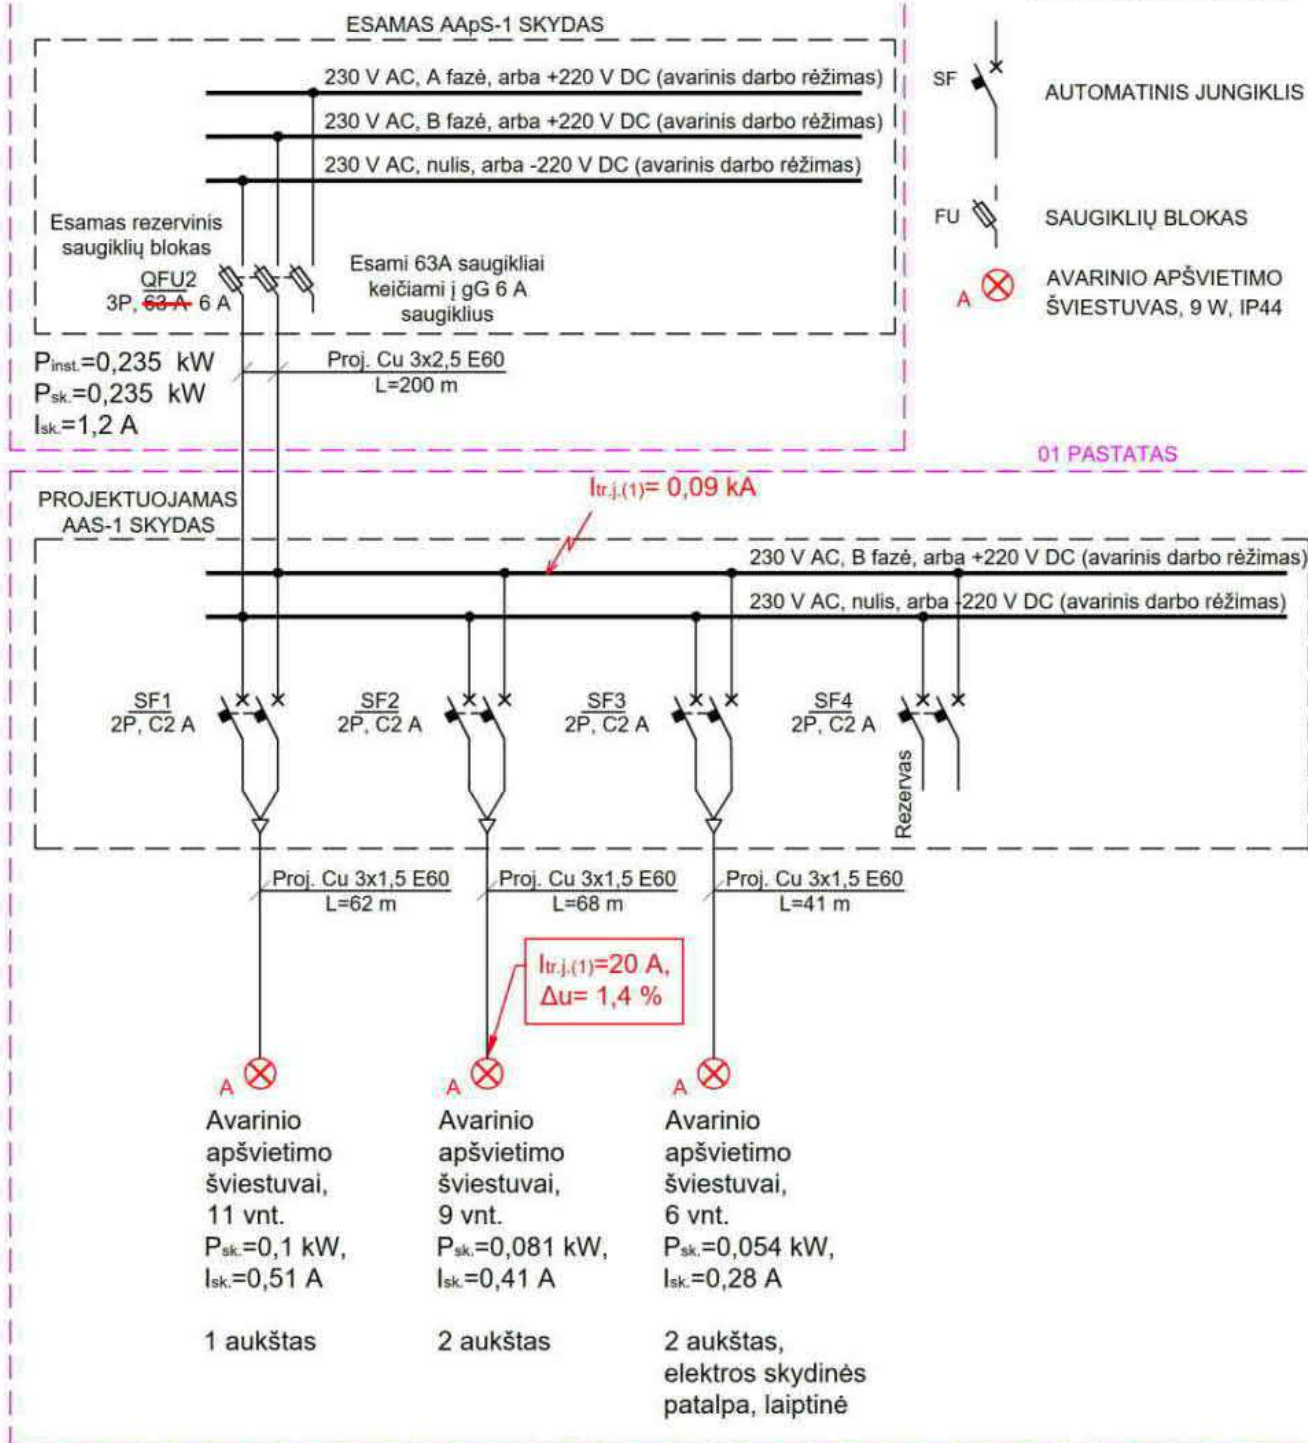 ESAMAS AApS-1 SKYDAS
230 V AC, A fazė, arba +220 V DC (avarinis darbo rėžimas)
230 V AC, B fazė, arba +220 V DC (avarinis darbo rėžimas)
230 V AC, nulis, arba -220 V DC (avarinis darbo rėžimas)
Esamas rezervinis
saugiklių blokas
QFU2
3P, 63 A 6 A
Esami 63A saugikliai
keičiami į gG 6 A
saugiklius
SF
AUTOMATINIS JUNGIKLIS
FU
SAUGIKLIŲ BLOKAS
A
AVARINIO APŠVIETIMO
ŠVIESTUVAS, 9 W, IP44
Pinst.=0,235 kW
Psk.=0,235 kW
Isk.=1,2 A
Proj. Cu 3x2,5 E60
L=200 m
01 PASTATAS
PROJEKTUOJAMAS
AAS-1 SKYDAS
Itr.j.(1)= 0,09 kA
230 V AC, B fazė, arba +220 V DC (avarinis darbo rėžimas)
230 V AC, nulis, arba -220 V DC (avarinis darbo rėžimas)
SF1
2P, C2 A
SF2
2P, C2 A
SF3
2P, C2 A
SF4
2P, C2 A
Rezervas
Proj. Cu 3x1,5 E60
L=62 m
Proj. Cu 3x1,5 E60
L=68 m
Proj. Cu 3x1,5 E60
L=41 m
Itr.j.(1)=20 A,
Δu= 1,4 %
A
Avarinio
apšvietimo
šviestuvai,
11 vnt.
Psk.=0,1 kW,
Isk.=0,51 A
1 aukštas
A
Avarinio
apšvietimo
šviestuvai,
9 vnt.
Psk.=0,081 kW,
Isk.=0,41 A
2 aukštas
A
Avarinio
apšvietimo
šviestuvai,
6 vnt.
Psk.=0,054 kW,
Isk.=0,28 A
2 aukštas,
elektros skydinės
patalpa, laiptinė